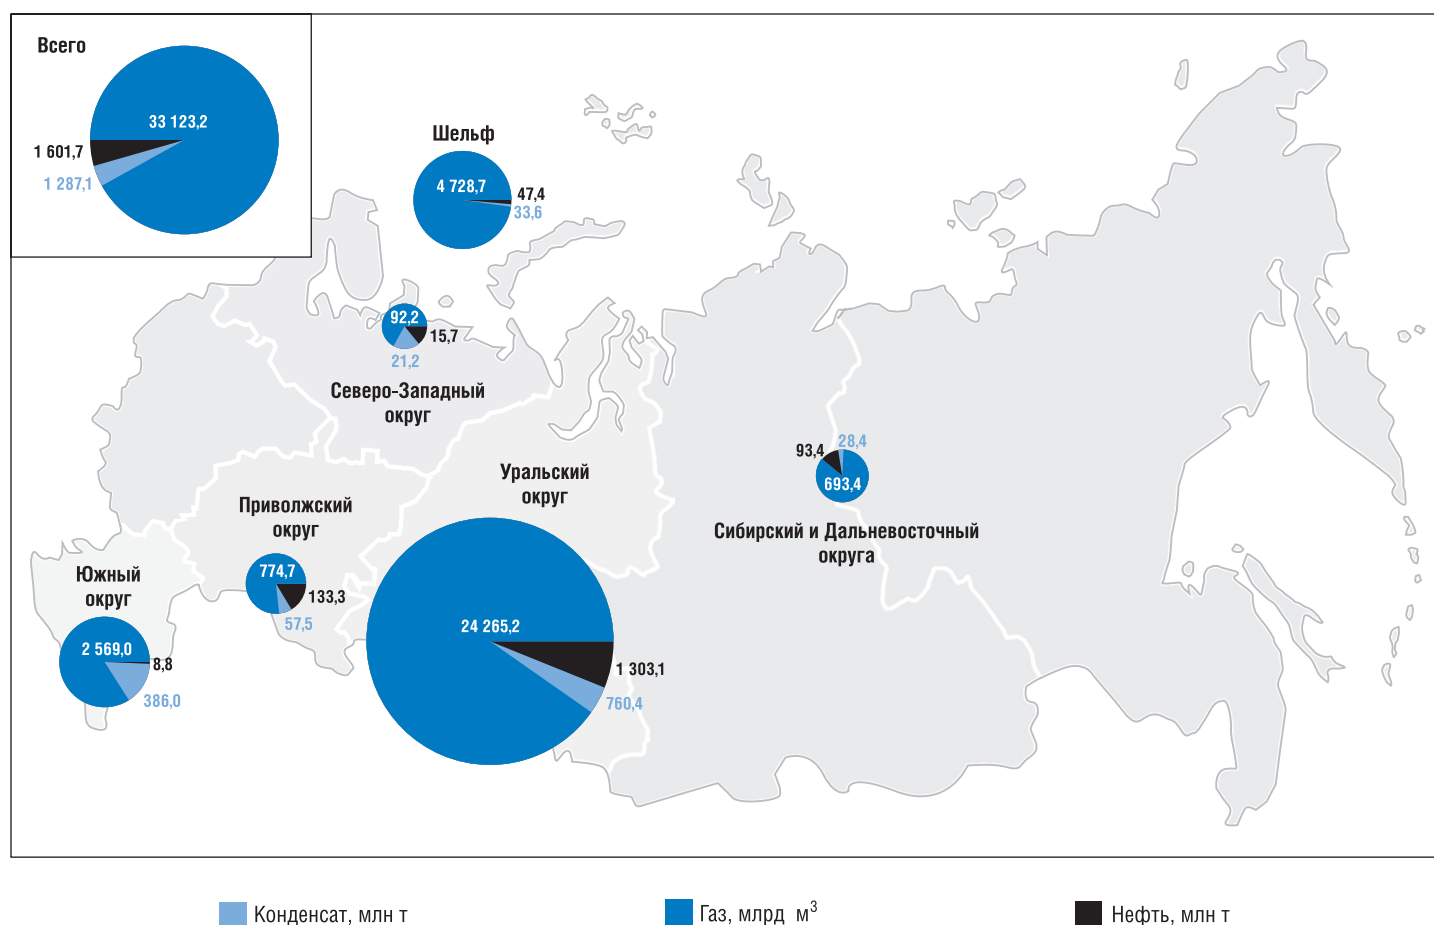 Всего
33 123,2
1 601,7
1 287,1
Шельф
4 728,7
47,4
33,6
92,2
15,7
21,2
Северо-Западный
округ
Уральский
округ
24 265,2
1 303,1
760,4
93,4
28,4
693,4
Сибирский и Дальневосточный
округа
Приволжский
округ
774,7
133,3
57,5
Южный
округ
2 569,0
8,8
386,0
Конденсат, млн т
Газ, млрд м³
Нефть, млн т